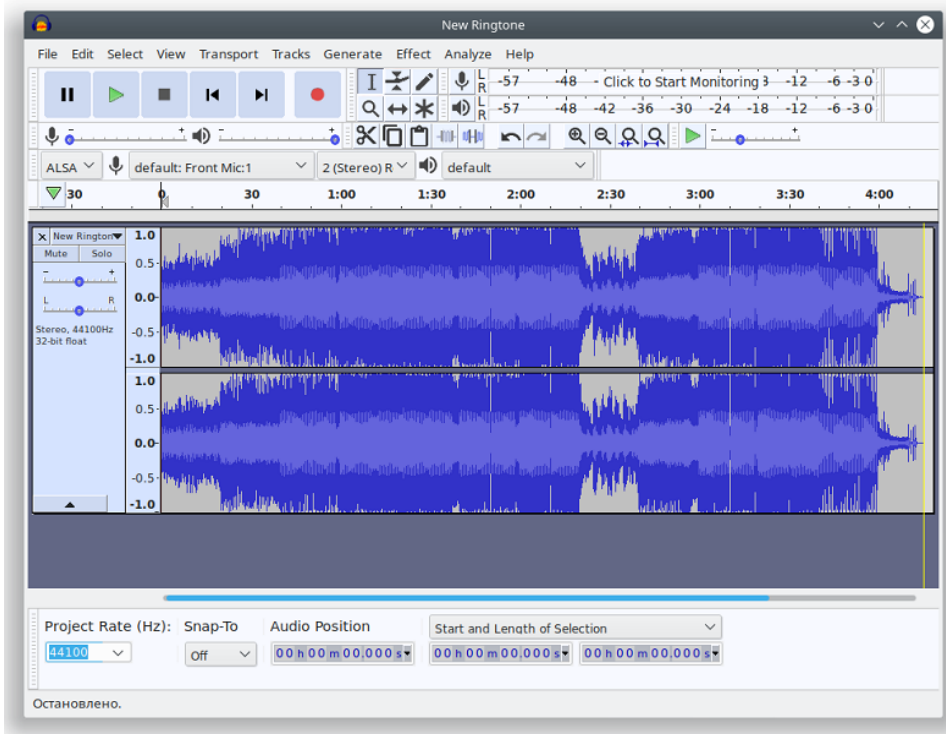 New Ringtone
File Edit Select View Transport Tracks Generate Effect Analyze Help
L R -57 -48 - Click to Start Monitoring 3 -12 -6 -3 0
L R -57 -48 -42 -36 -30 -24 -18 -12 -6 -3 0
- + - +
- +
ALSA default: Front Mic:1 2 (Stereo) R default
30 0 30 1:00 1:30 2:00 2:30 3:00 3:30 4:00
X New Rington
Mute Solo
- +
L R
Stereo, 44100Hz
32-bit float
1.0
0.5
0.0
-0.5
-1.0
1.0
0.5
0.0
-0.5
-1.0
Project Rate (Hz): Snap-To Audio Position Start and Length of Selection
44100 Off 00 h 00 m 00,000 s 00 h 00 m 00,000 s 00 h 00 m 00,000 s
Остановлено.